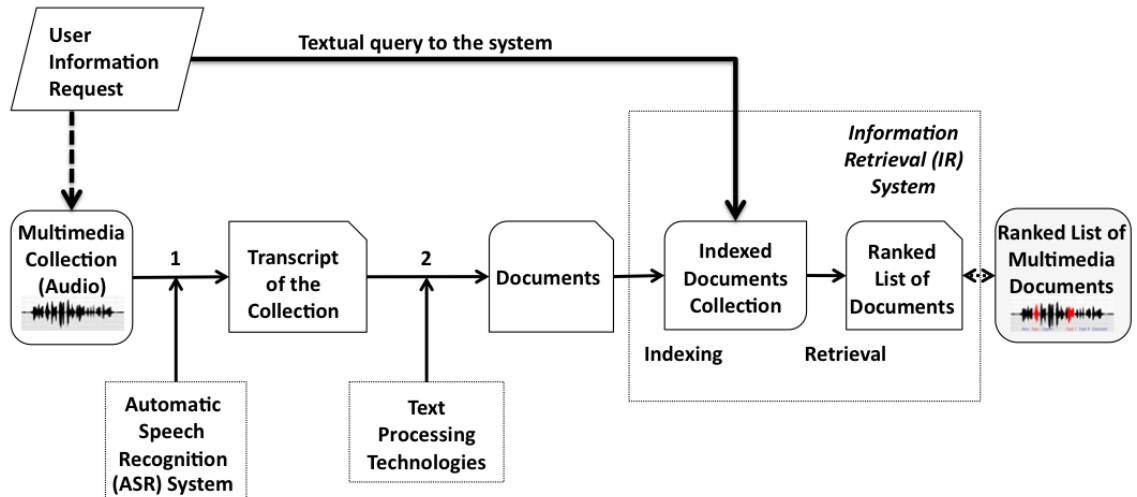 User
Information
Request
Textual query to the system
Information
Retrieval (IR)
System
Multimedia
Collection
(Audio)
1
Transcript
of the
Collection
2
Documents
Indexed
Documents
Collection
Ranked
List of
Documents
Ranked List of
Multimedia
Documents
Indexing
Retrieval
Automatic
Speech
Recognition
(ASR) System
Text
Processing
Technologies